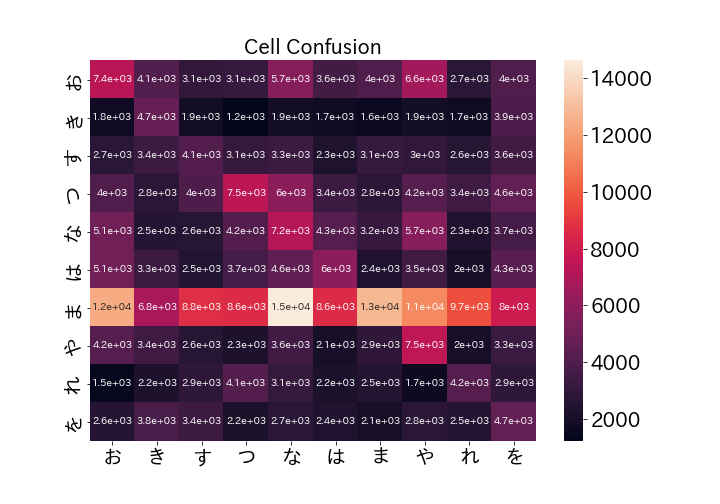 Cell Confusion
お 7.4e+03 4.1e+03 3.1e+03 3.1e+03 5.7e+03 3.6e+03 4e+03 6.6e+03 2.7e+03 4e+03
き 1.8e+03 4.7e+03 1.9e+03 1.2e+03 1.9e+03 1.7e+03 1.6e+03 1.9e+03 1.7e+03 3.9e+03
す 2.7e+03 3.4e+03 4.1e+03 3.1e+03 3.3e+03 2.3e+03 3.1e+03 3e+03 2.6e+03 3.6e+03
つ 4e+03 2.8e+03 4e+03 7.5e+03 6e+03 3.4e+03 2.8e+03 4.2e+03 3.4e+03 4.6e+03
な 5.1e+03 2.5e+03 2.6e+03 4.2e+03 7.2e+03 4.3e+03 3.2e+03 5.7e+03 2.3e+03 3.7e+03
は 5.1e+03 3.3e+03 2.5e+03 3.7e+03 4.6e+03 6e+03 2.4e+03 3.5e+03 2e+03 4.3e+03
ま 1.2e+04 6.8e+03 8.8e+03 8.6e+03 1.5e+04 8.6e+03 1.3e+04 1.1e+04 9.7e+03 8e+03
や 4.2e+03 3.4e+03 2.6e+03 2.3e+03 3.6e+03 2.1e+03 2.9e+03 7.5e+03 2e+03 3.3e+03
れ 1.5e+03 2.2e+03 2.9e+03 4.1e+03 3.1e+03 2.2e+03 2.5e+03 1.7e+03 4.2e+03 2.9e+03
を 2.6e+03 3.8e+03 3.4e+03 2.2e+03 2.7e+03 2.4e+03 2.1e+03 2.8e+03 2.5e+03 4.7e+03
お き す つ な は ま や れ を
14000
12000
10000
8000
6000
4000
2000